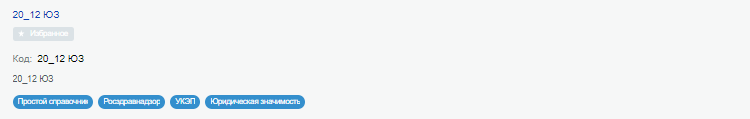 20_12 ЮЗ
★ Избранное
Код: 20_12 ЮЗ
20_12 ЮЗ
Простой справочник Росздравнадзор УКЭП Юридическая значимость